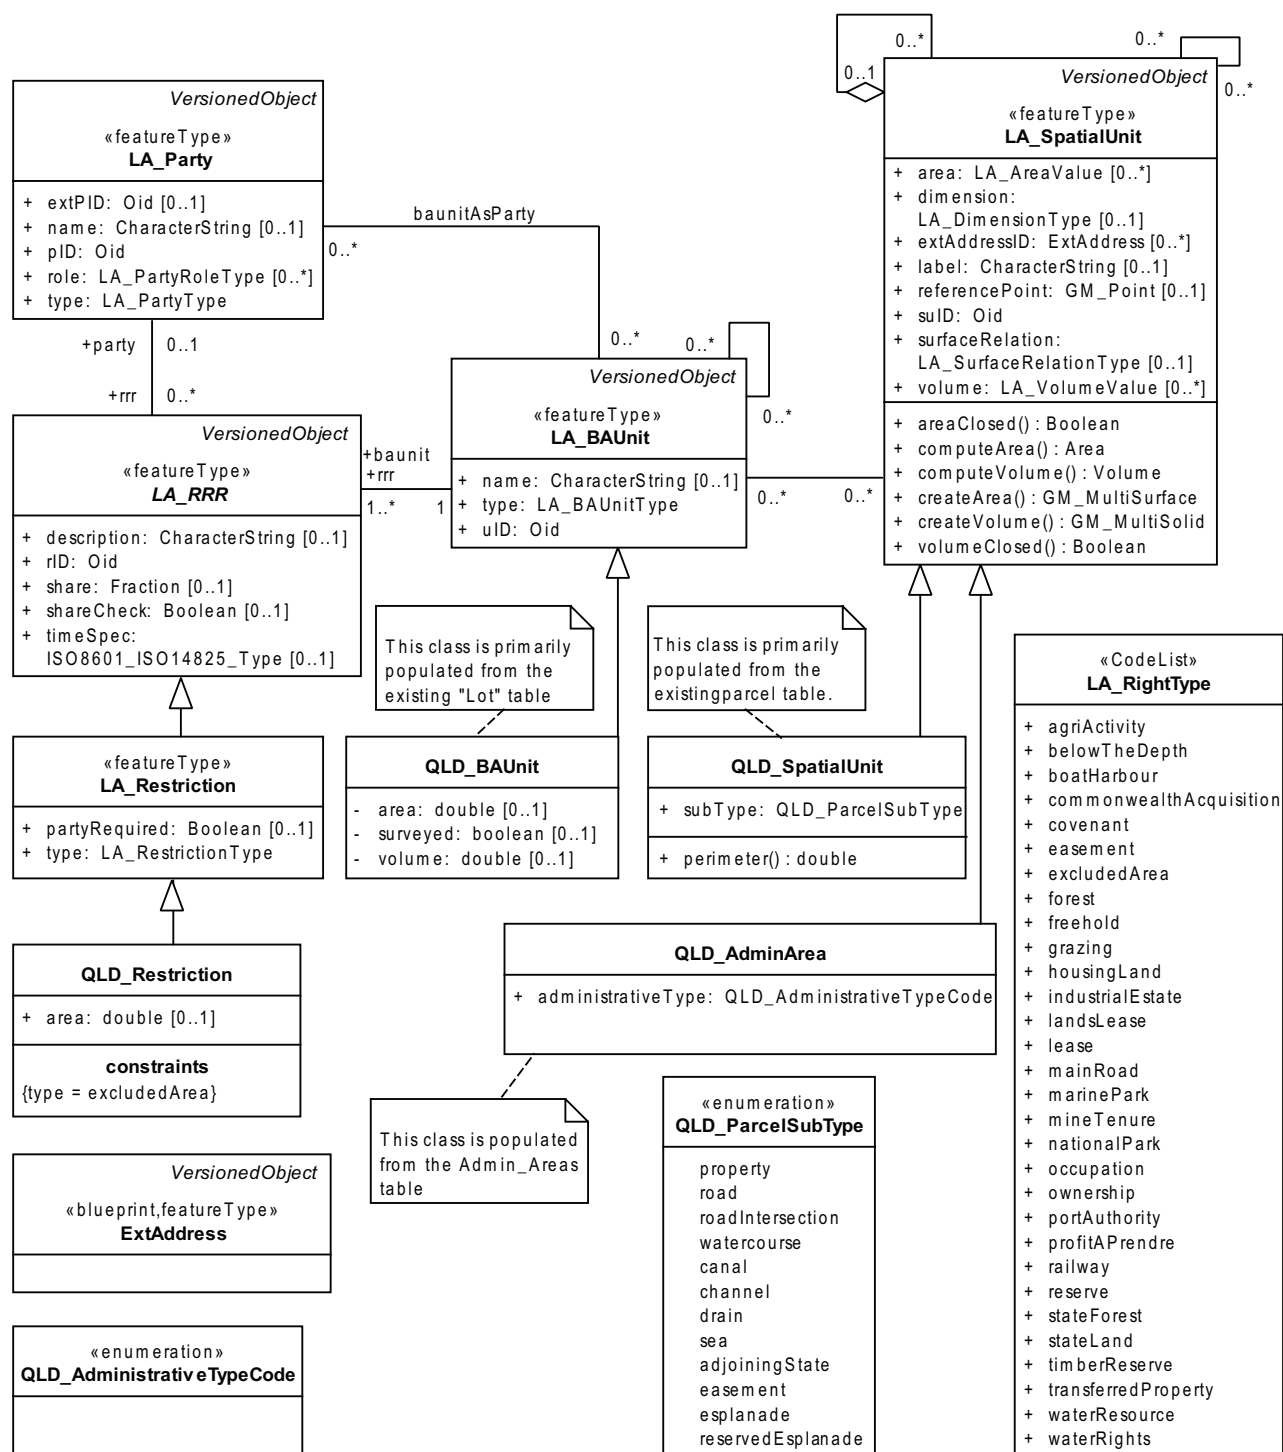 VersionedObject
«featureType»
LA_Party
+ extPID: Oid [0..1]
+ name: CharacterString [0..1]
+ pID: Oid
+ role: LA_PartyRoleType [0..*]
+ type: LA_PartyType
baunitAsParty
0..*
0..*
+party 0..1
+rrr 0..*
VersionedObject
«featureType»
LA_RRR
+ description: CharacterString [0..1]
+ rID: Oid
+ share: Fraction [0..1]
+ shareCheck: Boolean [0..1]
+ timeSpec:
ISO8601_ISO14825_Type [0..1]
+baunit
+rrr
1..* 1
0..*
0..*
VersionedObject
«featureType»
LA_BAUnit
+ name: CharacterString [0..1]
+ type: LA_BAUnitType
+ uID: Oid
0..* 0..*
0..*
0..1
0..*
0..*
VersionedObject
«featureType»
LA_SpatialUnit
+ area: LA_AreaValue [0..*]
+ dimension:
LA_DimensionType [0..1]
+ extAddressID: ExtAddress [0..*]
+ label: CharacterString [0..1]
+ referencePoint: GM_Point [0..1]
+ suID: Oid
+ surfaceRelation:
LA_SurfaceRelationType [0..1]
+ volume: LA_VolumeValue [0..*]
+ areaClosed() : Boolean
+ computeArea() : Area
+ computeVolume() : Volume
+ createArea() : GM_MultiSurface
+ createVolume() : GM_MultiSolid
+ volumeClosed() : Boolean
This class is primarily
populated from the
existing "Lot" table
This class is primarily
populated from the
existingparcel table.
«featureType»
LA_Restriction
+ partyRequired: Boolean [0..1]
+ type: LA_RestrictionType
QLD_BAUnit
- area: double [0..1]
- surveyed: boolean [0..1]
- volume: double [0..1]
QLD_SpatialUnit
+ subType: QLD_ParcelSubType
+ perimeter() : double
QLD_Restriction
+ area: double [0..1]
constraints
{type = excludedArea}
QLD_AdminArea
+ administrativeType: QLD_AdministrativeTypeCode
This class is populated
from the Admin_Areas
table
VersionedObject
«blueprint,featureType»
ExtAddress
«enumeration»
QLD_AdministrativeTypeCode
«enumeration»
QLD_ParcelSubType
property
road
roadIntersection
watercourse
canal
channel
drain
sea
adjoiningState
easement
esplanade
reservedEsplanade
«CodeList»
LA_RightType
+ agriActivity
+ belowTheDepth
+ boatHarbour
+ commonwealthAcquisition
+ covenant
+ easement
+ excludedArea
+ forest
+ freehold
+ grazing
+ housingLand
+ industrialEstate
+ landsLease
+ lease
+ mainRoad
+ marinePark
+ mineTenure
+ nationalPark
+ occupation
+ ownership
+ portAuthority
+ profitAPrendre
+ railway
+ reserve
+ stateForest
+ stateLand
+ timberReserve
+ transferredProperty
+ waterResource
+ waterRights